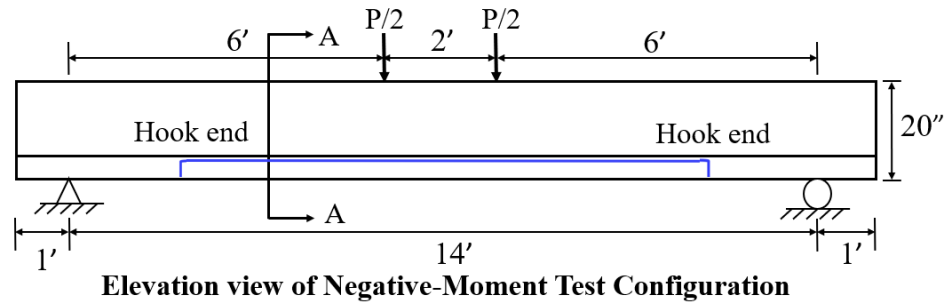 P/2 P/2
6′ A 2′ 6′
Hook end Hook end 20″
A
1′ 14′ 1′
Elevation view of Negative-Moment Test Configuration